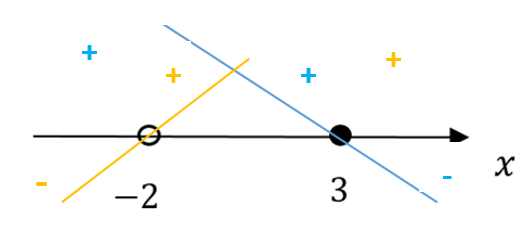 + + + +
x
- −2 3 -